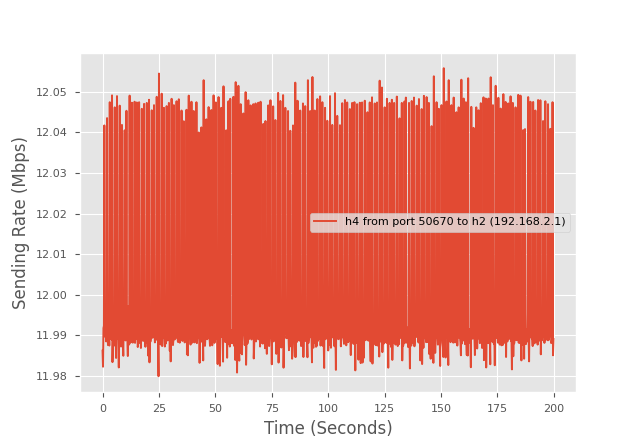 12.05
12.04
12.03
12.02
12.01
12.00
11.99
11.98
Sending Rate (Mbps)
h4 from port 50670 to h2 (192.168.2.1)
0 25 50 75 100 125 150 175 200
Time (Seconds)